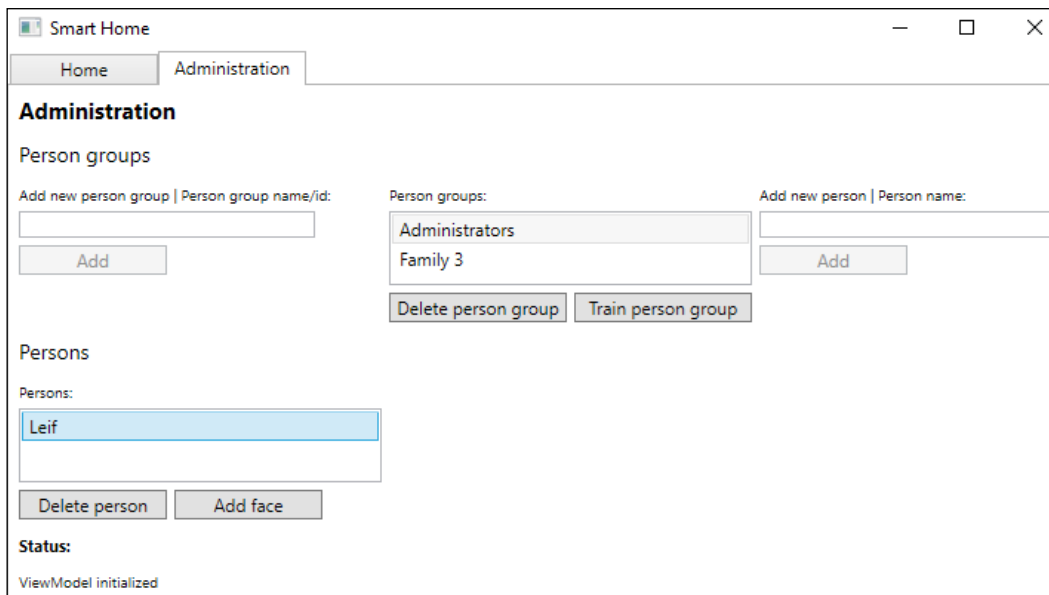 Smart Home
Home Administration
Administration
Person groups
Add new person group | Person group name/id: Person groups: Add new person | Person name:
Administrators
Add Family 3 Add
Delete person group Train person group
Persons
Persons:
Leif
Delete person Add face
Status:
ViewModel initialized